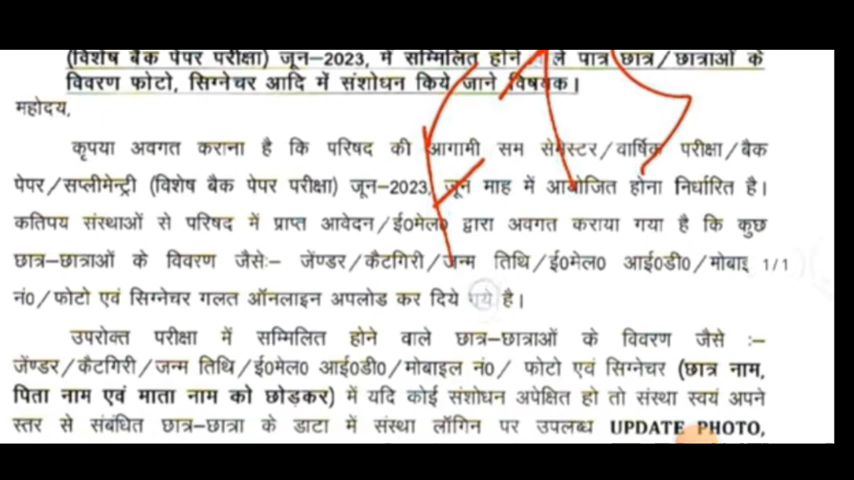 (विशेष बैक पेपर परीक्षा) जून–2023, में सम्मिलित होने वाले पात्र छात्र/छात्राओं के
विवरण फोटो, सिग्नेचर आदि में संशोधन किये जाने विषयक।
महोदय,
कृपया अवगत कराना है कि परिषद की आगामी सम सेमेस्टर/वार्षिक परीक्षा/बैक
पेपर/सप्लीमेन्ट्री (विशेष बैक पेपर परीक्षा) जून–2023, जून माह में आयोजित होना निर्धारित है।
कतिपय संस्थाओं से परिषद में प्राप्त आवेदन/ई0मेल0 द्वारा अवगत कराया गया है कि कुछ
छात्र–छात्राओं के विवरण जैसेः– जेंण्डर/कैटगिरी/जन्म तिथि/ई0मेल0 आई0डी0/मोबाइ 1/1
नं0/फोटो एवं सिग्नेचर गलत ऑनलाइन अपलोड कर दिये गये है।
उपरोक्त परीक्षा में सम्मिलित होने वाले छात्र–छात्राओं के विवरण जैसे :–
जेंण्डर/कैटगिरी/जन्म तिथि/ई0मेल0 आई0डी0/मोबाइल नं0/ फोटो एवं सिग्नेचर (छात्र नाम,
पिता नाम एवं माता नाम को छोड़कर) में यदि कोई संशोधन अपेक्षित हो तो संस्था स्वयं अपने
स्तर से संबंधित छात्र–छात्रा के डाटा में संस्था लॉगिन पर उपलब्ध UPDATE PHOTO,